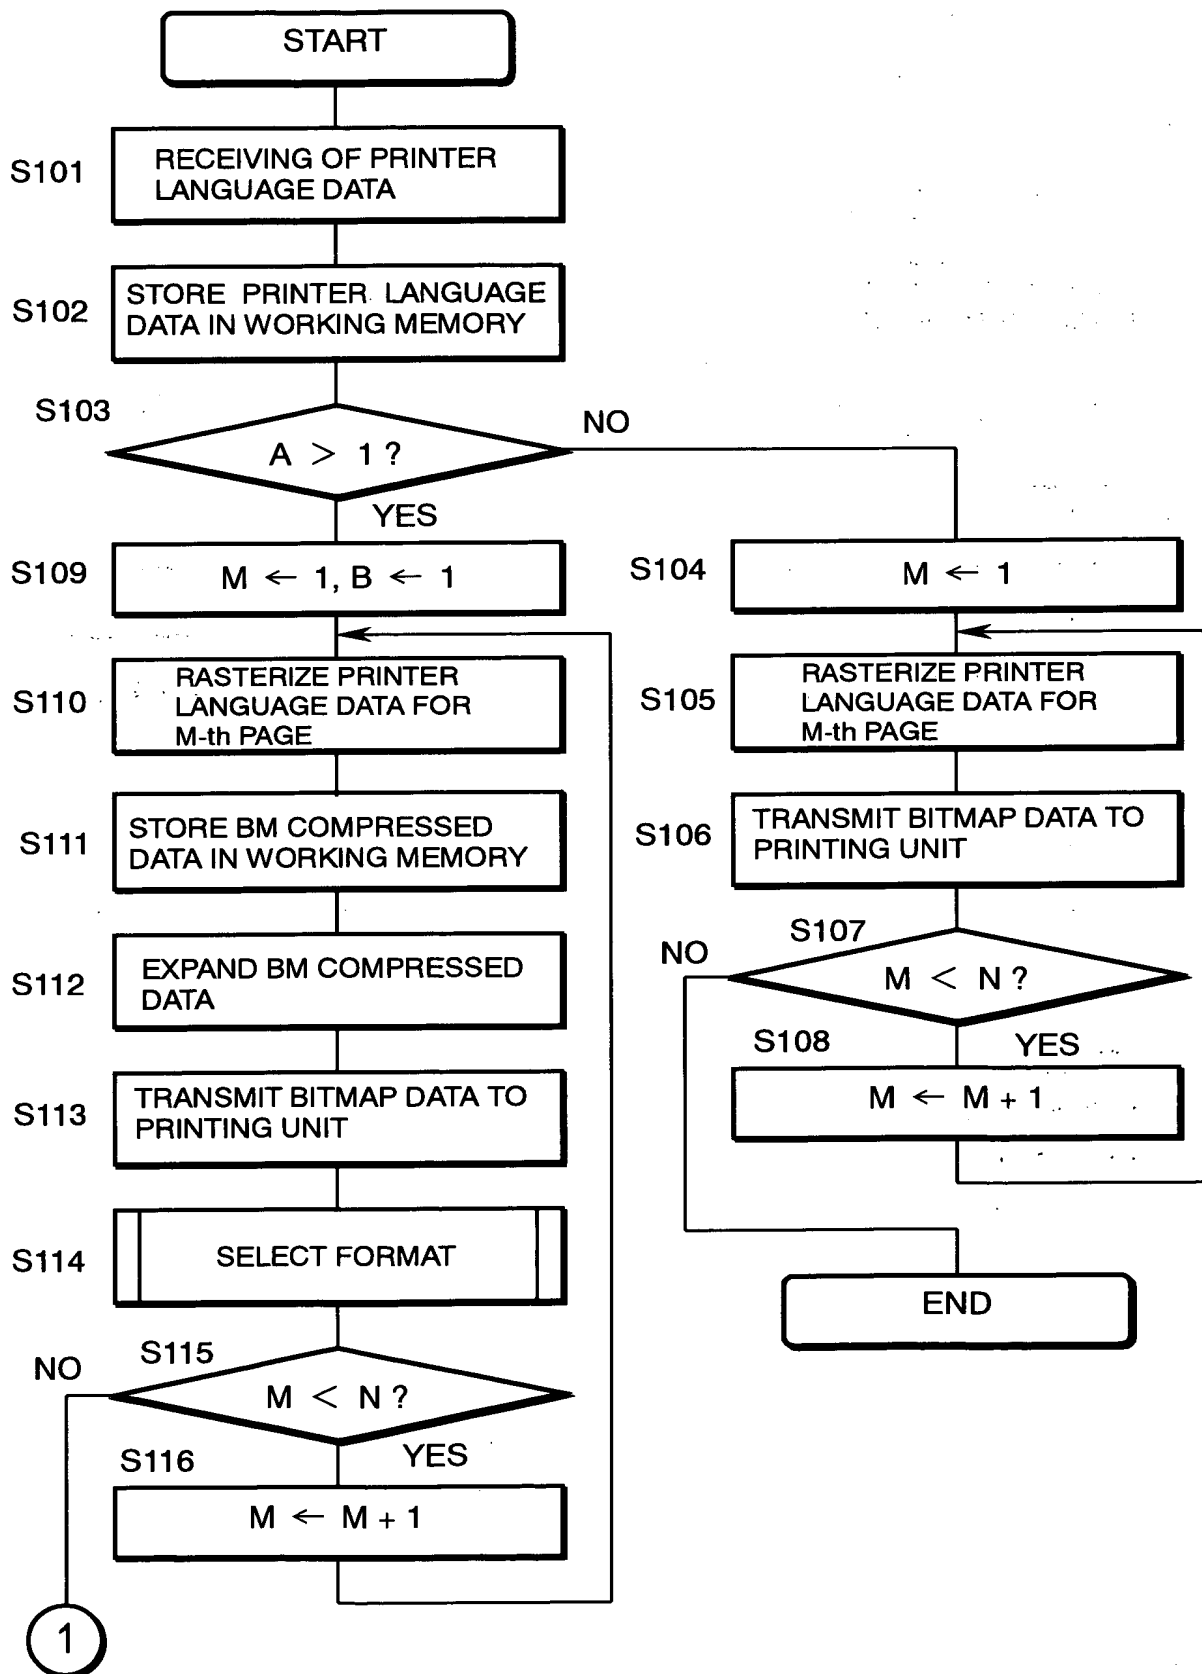 START
S101
RECEIVING OF PRINTER
LANGUAGE DATA
S102
STORE PRINTER LANGUAGE
DATA IN WORKING MEMORY
S103
A > 1 ?
NO
YES
S109
M ← 1, B ← 1
S110
RASTERIZE PRINTER
LANGUAGE DATA FOR
M-th PAGE
S111
STORE BM COMPRESSED
DATA IN WORKING MEMORY
S112
EXPAND BM COMPRESSED
DATA
S113
TRANSMIT BITMAP DATA TO
PRINTING UNIT
S114
SELECT FORMAT
S115
NO
M < N ?
YES
S116
M ← M + 1
1
S104
M ← 1
S105
RASTERIZE PRINTER
LANGUAGE DATA FOR
M-th PAGE
S106
TRANSMIT BITMAP DATA TO
PRINTING UNIT
S107
NO
M < N ?
YES
S108
M ← M + 1
END